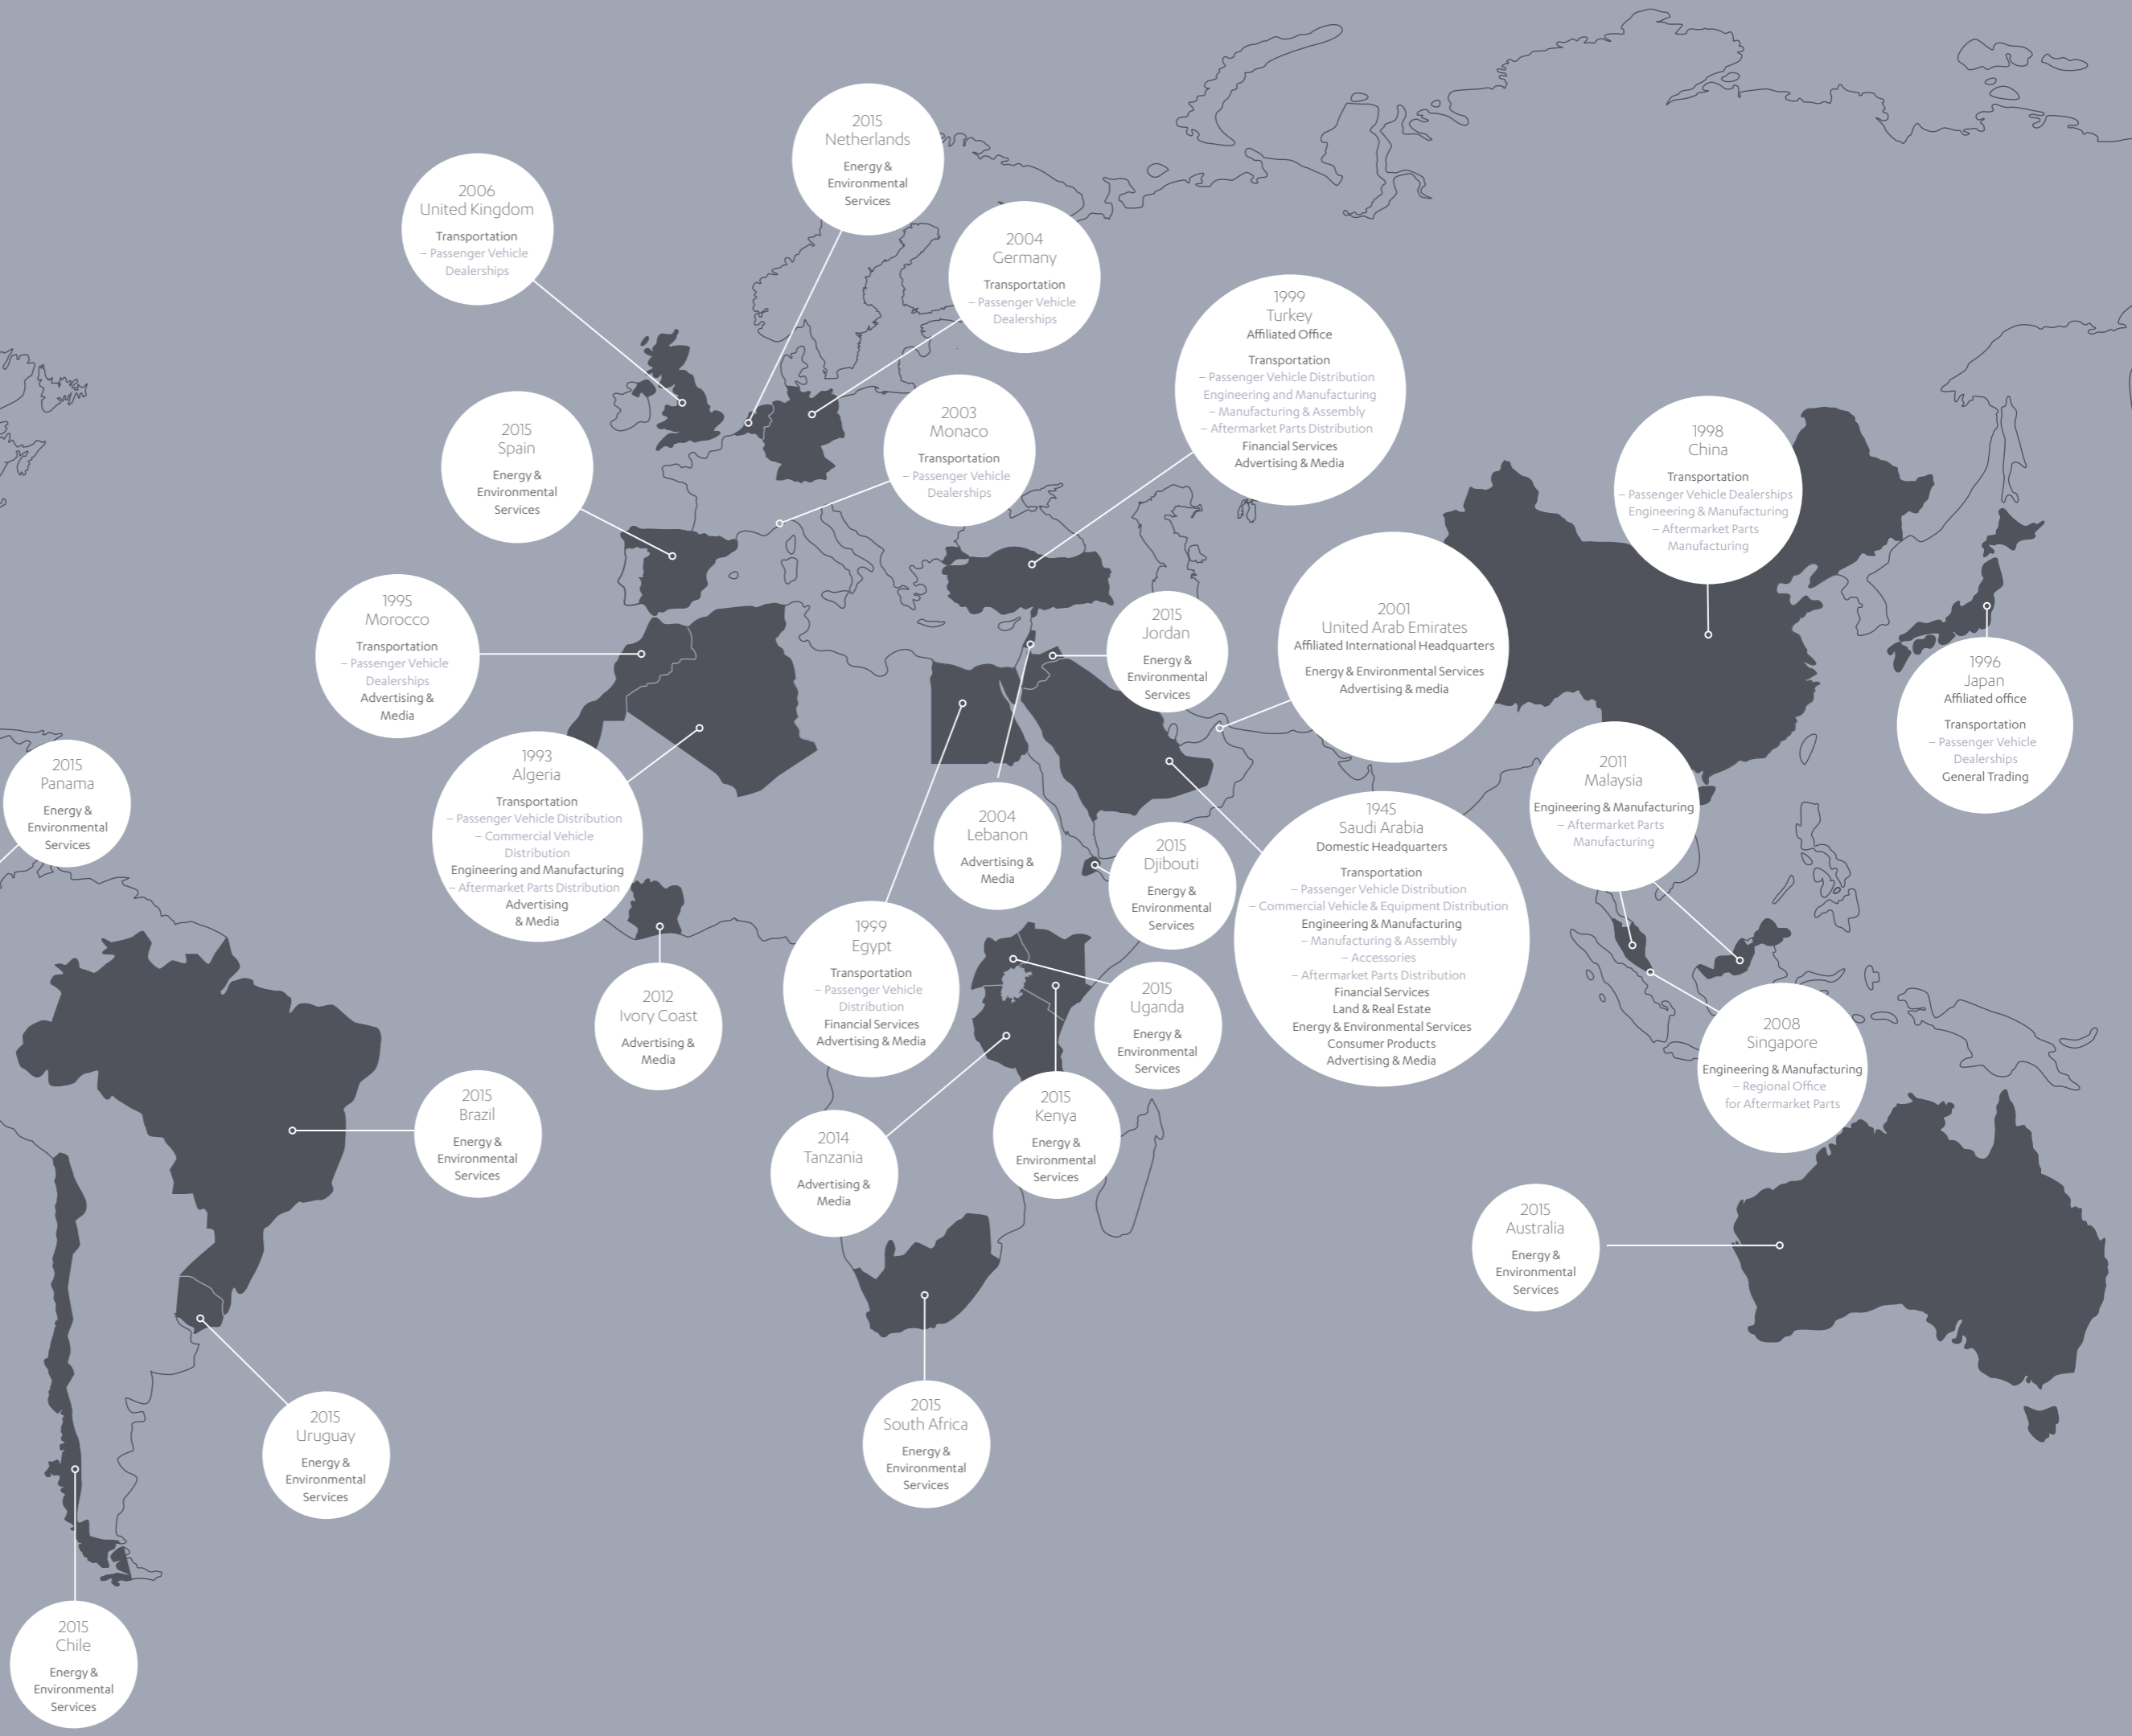 2015
Netherlands
Energy &
Environmental
Services
2006
United Kingdom
Transportation
– Passenger Vehicle
Dealerships
2004
Germany
Transportation
– Passenger Vehicle
Dealerships
1999
Turkey
Affiliated Office
Transportation
– Passenger Vehicle Distribution
Engineering and Manufacturing
– Manufacturing & Assembly
– Aftermarket Parts Distribution
Financial Services
Advertising & Media
2015
Spain
Energy &
Environmental
Services
2003
Monaco
Transportation
– Passenger Vehicle
Dealerships
1998
China
Transportation
– Passenger Vehicle Dealerships
Engineering & Manufacturing
– Aftermarket Parts
Manufacturing
1995
Morocco
Transportation
– Passenger Vehicle
Dealerships
Advertising &
Media
2015
Jordan
Energy &
Environmental
Services
2001
United Arab Emirates
Affiliated International Headquarters
Energy & Environmental Services
Advertising & media
1996
Japan
Affiliated office
Transportation
– Passenger Vehicle
Dealerships
General Trading
2015
Panama
Energy &
Environmental
Services
1993
Algeria
Transportation
– Passenger Vehicle Distribution
– Commercial Vehicle
Distribution
Engineering and Manufacturing
– Aftermarket Parts Distribution
Advertising
& Media
2004
Lebanon
Advertising &
Media
2015
Djibouti
Energy &
Environmental
Services
1945
Saudi Arabia
Domestic Headquarters
Transportation
– Passenger Vehicle Distribution
– Commercial Vehicle & Equipment Distribution
Engineering & Manufacturing
– Manufacturing & Assembly
– Accessories
– Aftermarket Parts Distribution
Financial Services
Land & Real Estate
Energy & Environmental Services
Consumer Products
Advertising & Media
2011
Malaysia
Engineering & Manufacturing
– Aftermarket Parts
Manufacturing
2012
Ivory Coast
Advertising &
Media
1999
Egypt
Transportation
– Passenger Vehicle
Distribution
Financial Services
Advertising & Media
2015
Uganda
Energy &
Environmental
Services
2008
Singapore
Engineering & Manufacturing
– Regional Office
for Aftermarket Parts
2015
Brazil
Energy &
Environmental
Services
2014
Tanzania
Advertising &
Media
2015
Kenya
Energy &
Environmental
Services
2015
Australia
Energy &
Environmental
Services
2015
Uruguay
Energy &
Environmental
Services
2015
South Africa
Energy &
Environmental
Services
2015
Chile
Energy &
Environmental
Services